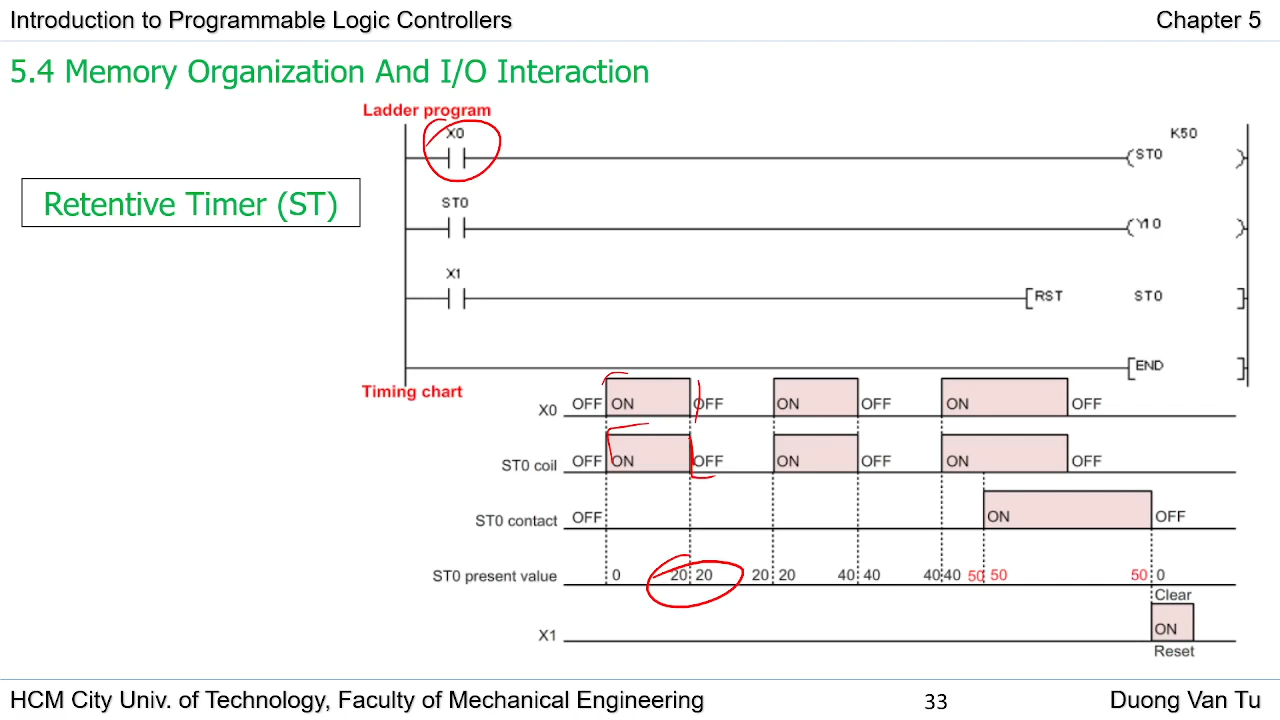 Introduction to Programmable Logic Controllers Chapter 5
5.4 Memory Organization And I/O Interaction
Ladder program
X0 K50
ST0
Retentive Timer (ST)
ST0
Y10
X1
RST ST0
END
Timing chart
X0 OFF ON OFF ON OFF ON OFF
ST0 coil OFF ON OFF ON OFF ON OFF
ST0 contact OFF ON OFF
ST0 present value 0 20 20 20 20 40 40 40 40 50 50 50 0
Clear
X1 ON
Reset
HCM City Univ. of Technology, Faculty of Mechanical Engineering 33 Duong Van Tu